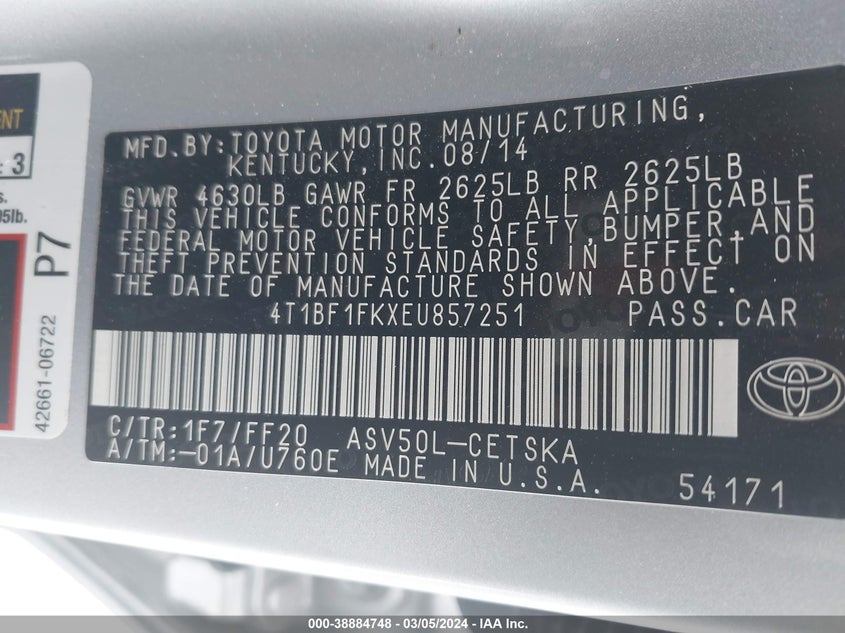 ENT
: 3
s.
05lb.
P7
42661-06722
MFD.BY:TOYOTA MOTOR MANUFACTURING,
KENTUCKY,INC.08/14
GVWR 4630LB GAWR FR 2625LB RR 2625LB
THIS VEHICLE CONFORMS TO ALL APPLICABLE
FEDERAL MOTOR VEHICLE SAFETY,BUMPER,AND
THEFT PREVENTION STANDARDS IN EFFECT ON
THE DATE OF MANUFACTURE SHOWN ABOVE.
4T1BF1FKXEU857251 PASS.CAR
C/TR:1F7/FF20 ASV50L-CETSKA
A/TM:-01A/U760E MADE IN U.S.A.
54171
000-38884748 - 03/05/2024 - IAA Inc.